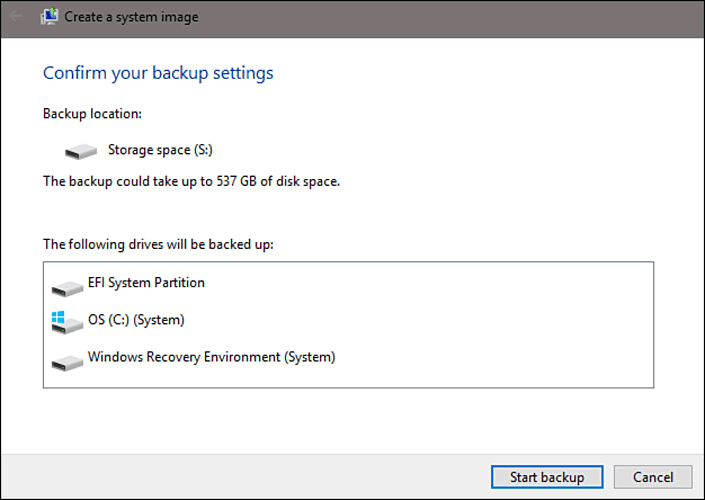 Create a system image
Confirm your backup settings
Backup location:
Storage space (S:)
The backup could take up to 537 GB of disk space.
The following drives will be backed up:
EFI System Partition
OS (C:) (System)
Windows Recovery Environment (System)
Start backup
Cancel